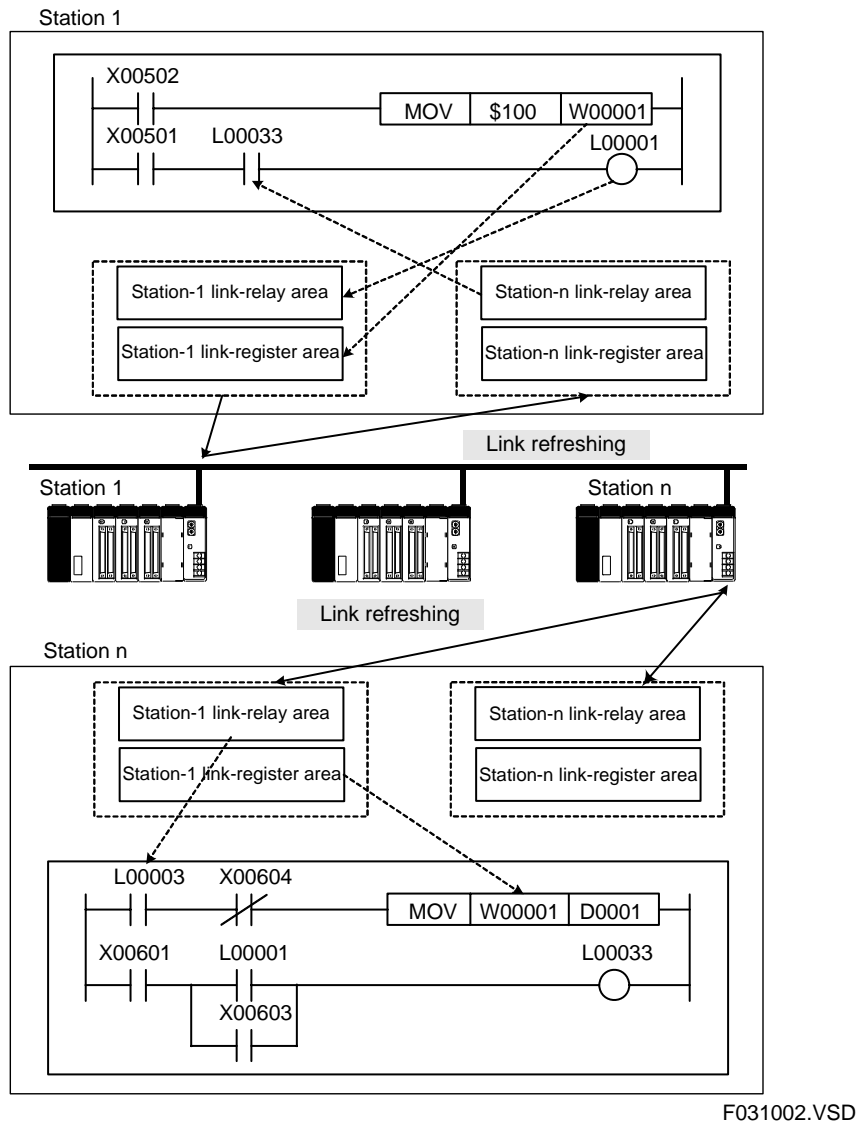 Station 1
X00502
MOV $100 W00001
X00501 L00033 L00001
Station-1 link-relay area Station-n link-relay area
Station-1 link-register area Station-n link-register area
Link refreshing
Station 1 Station n
Link refreshing
Station n
Station-1 link-relay area Station-n link-relay area
Station-1 link-register area Station-n link-register area
L00003 X00604
MOV W00001 D0001
X00601 L00001 L00033
X00603
F031002.VSD